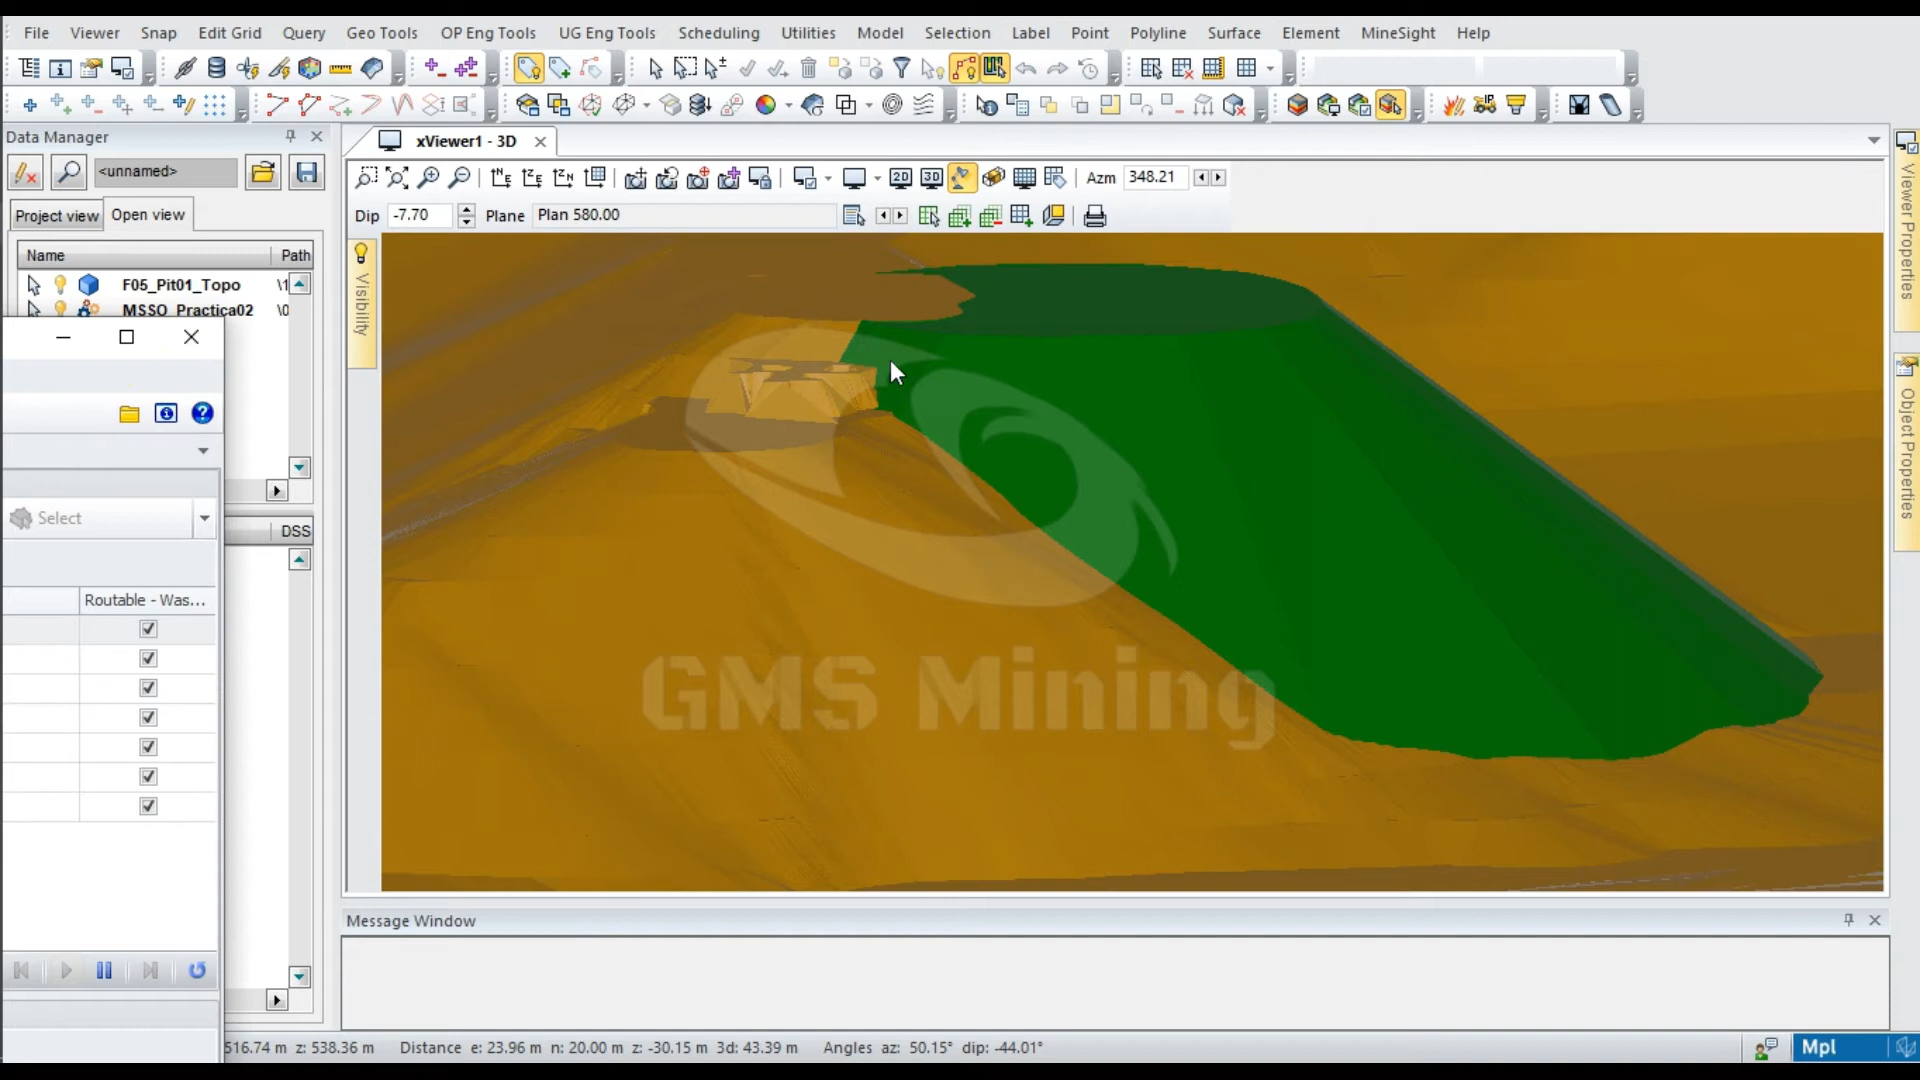 File Viewer Snap Edit Grid Query Geo Tools OP Eng Tools UG Eng Tools Scheduling Utilities Model Selection Label Point Polyline Surface Element MineSight Help
Data Manager
xViewer1 - 3D
<unnamed>
2D 3D Azm 348.21
Project view Open view
Dip -7.70 Plane Plan 580.00
Name Path
F05_Pit01_Topo \1
MSSO_Practica02 \0
Visibility
Viewer Properties
Object Properties
Select
DSS
Routable - Was...
GMS Mining
Message Window
516.74 m z: 538.36 m Distance e: 23.96 m n: 20.00 m z: -30.15 m 3d: 43.39 m Angles az: 50.15° dip: -44.01°
Mpl